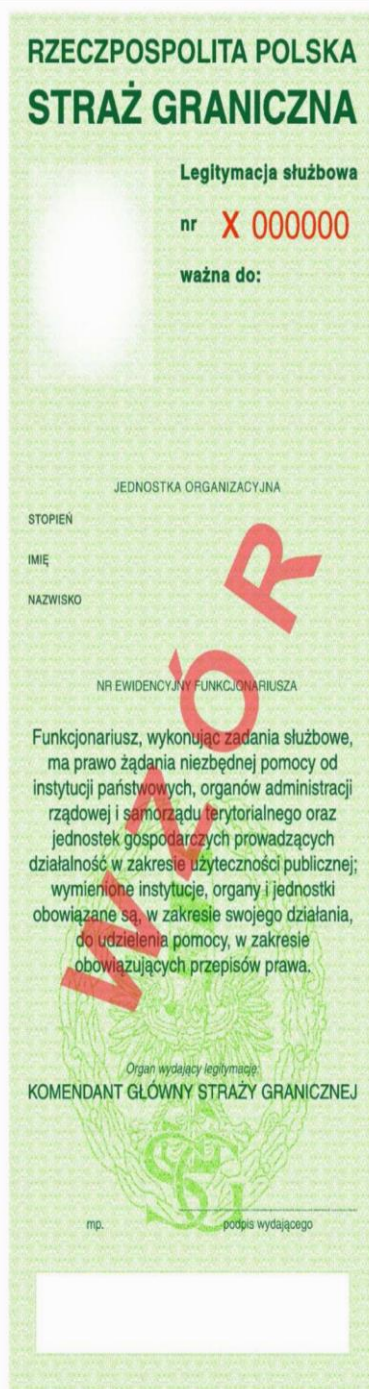 RZECZPOSPOLITA POLSKA
STRAŻ GRANICZNA
Legitymacja służbowa
nr X 000000
ważna do:
JEDNOSTKA ORGANIZACYJNA
STOPIEŃ
IMIĘ
NAZWISKO
NR EWIDENCYJNY FUNKCJONARIUSZA
Funkcjonariusz, wykonując zadania służbowe,
ma prawo żądania niezbędnej pomocy od
instytucji państwowych, organów administracji
rządowej i samorządu terytorialnego oraz
jednostek gospodarczych prowadzących
działalność w zakresie użyteczności publicznej;
wymienione instytucje, organy i jednostki
obowiązane są, w zakresie swojego działania,
do udzielenia pomocy, w zakresie
obowiązujących przepisów prawa.
WZÓR
Organ wydający legitymację:
KOMENDANT GŁÓWNY STRAŻY GRANICZNEJ
SG
mp. podpis wydającego